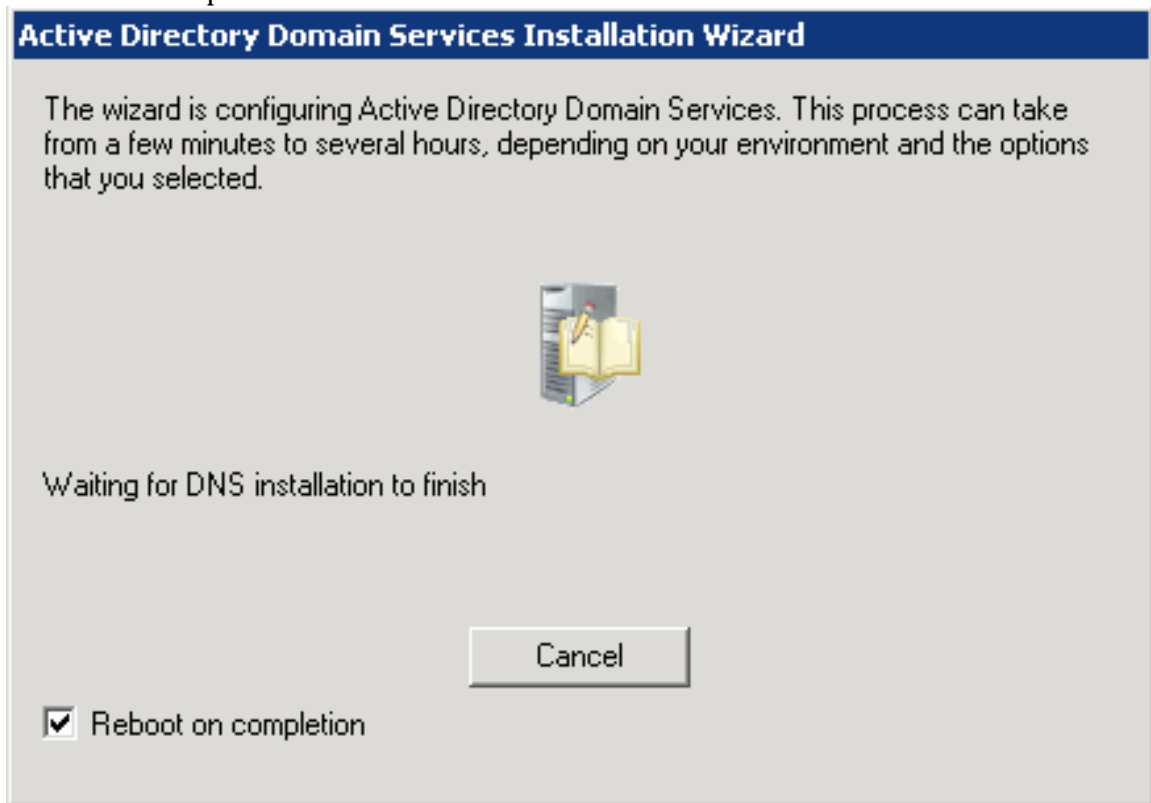 Active Directory Domain Services Installation Wizard
The wizard is configuring Active Directory Domain Services. This process can take
from a few minutes to several hours, depending on your environment and the options
that you selected.
Waiting for DNS installation to finish
Cancel
Reboot on completion